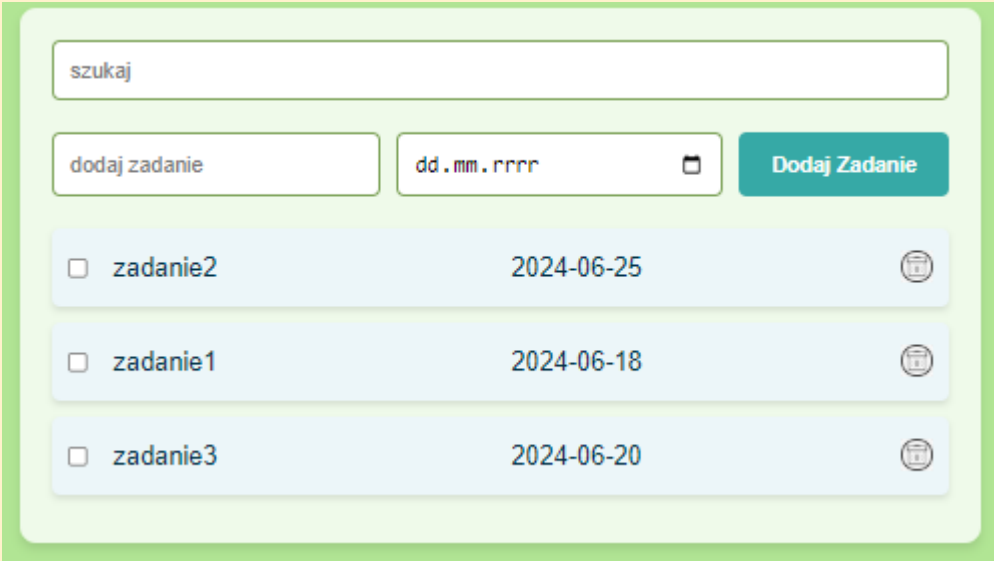 szukaj
dodaj zadanie dd.mm.rrrr Dodaj Zadanie
zadanie2 2024-06-25
zadanie1 2024-06-18
zadanie3 2024-06-20